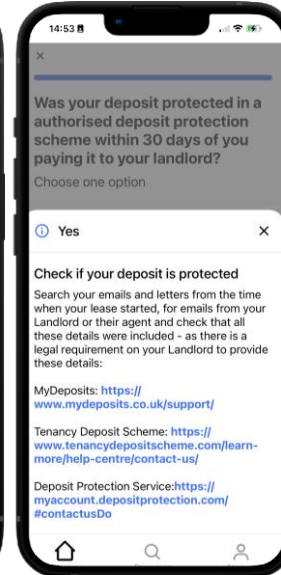 14:53
Was your deposit protected in a
authorised deposit protection
scheme within 30 days of you
paying it to your landlord?
Choose one option
Yes
Check if your deposit is protected
Search your emails and letters from the time
when your lease started, for emails from your
Landlord or their agent and check that all
these details were included - as there is a
legal requirement on your Landlord to provide
these details:
MyDeposits: https://
www.mydeposits.co.uk/support/
Tenancy Deposit Scheme: https://
www.tenancydepositscheme.com/learn-
more/help-centre/contact-us/
Deposit Protection Service:https://
myaccount.depositprotection.com/
#contactusDo